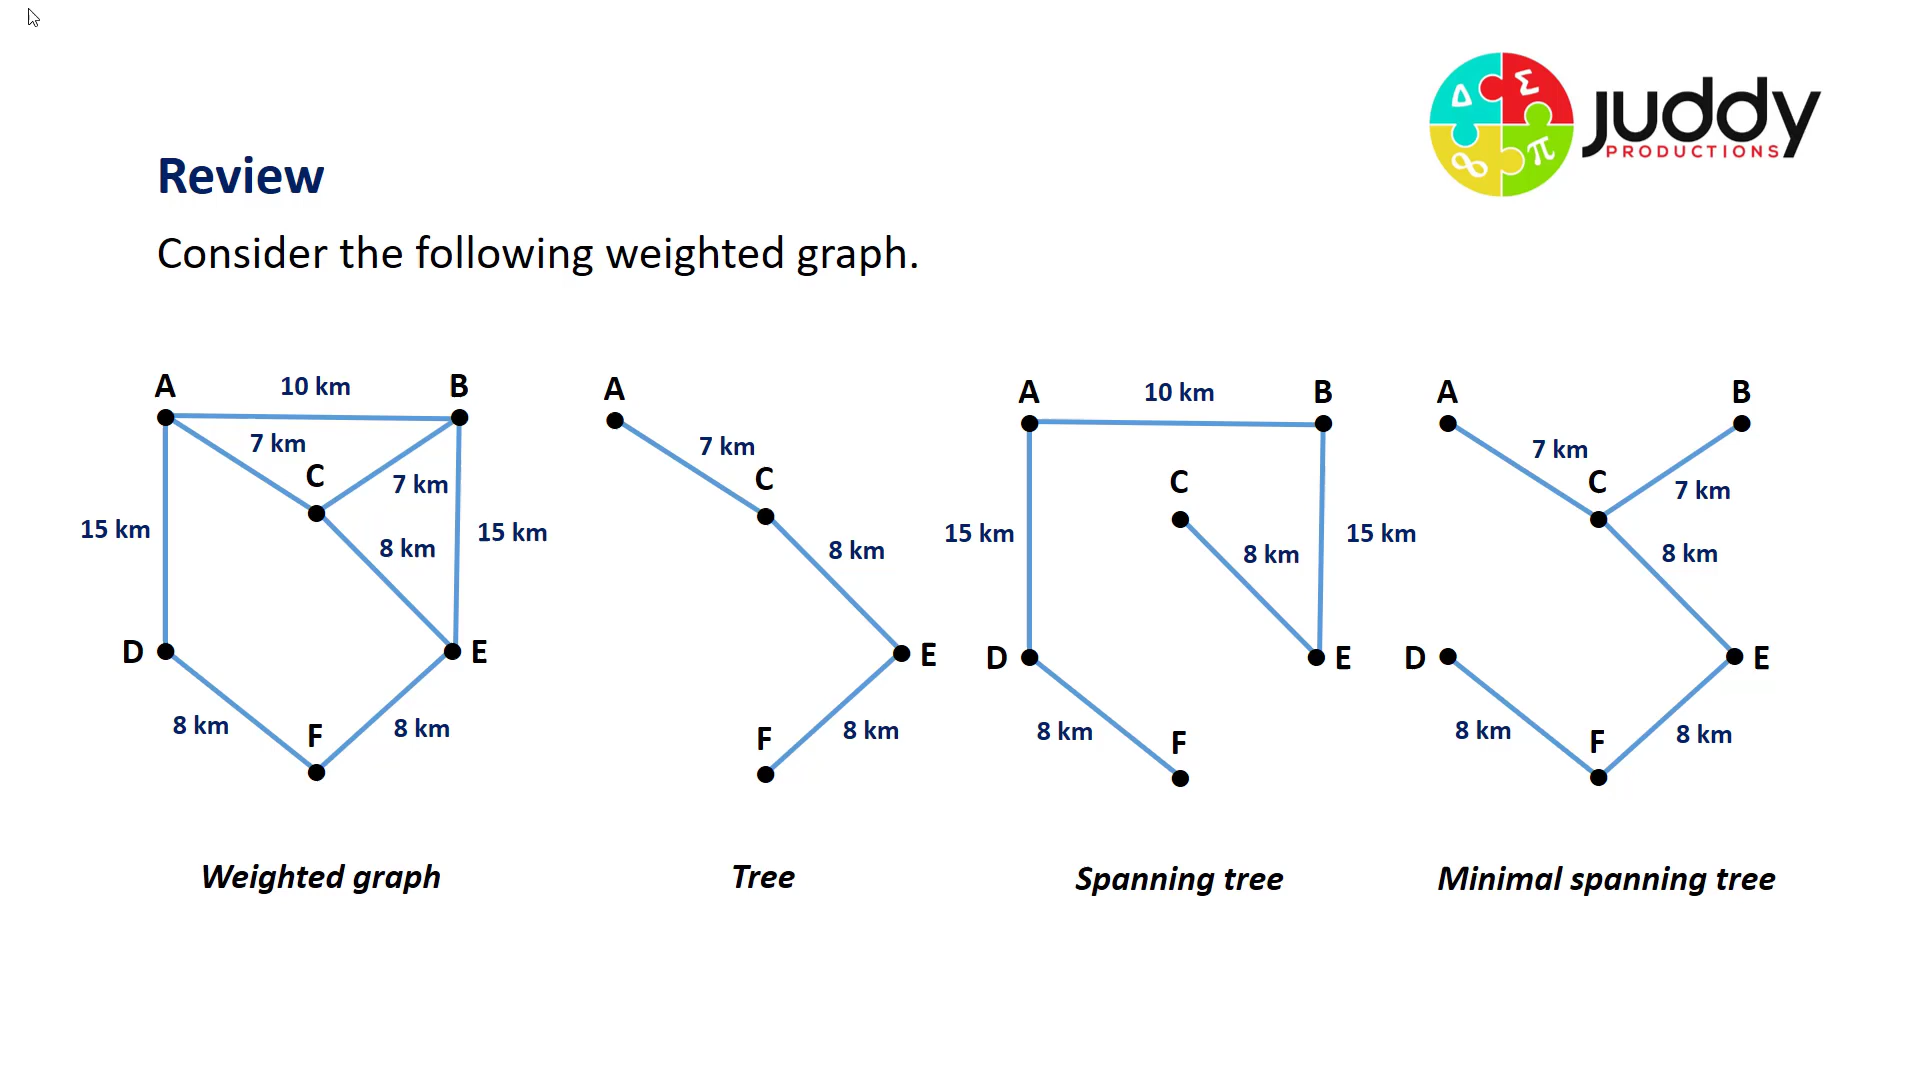 Δ Σ
∞ π
juddy
PRODUCTIONS
Review
Consider the following weighted graph.
A 10 km B
7 km
C
7 km
15 km
8 km
15 km
D
E
8 km
F
8 km
Weighted graph
A
7 km
C
8 km
E
F
8 km
Tree
A 10 km B
C
15 km
8 km
15 km
D
E
8 km
F
Spanning tree
A
B
7 km
C
7 km
8 km
D
E
8 km
F
8 km
Minimal spanning tree